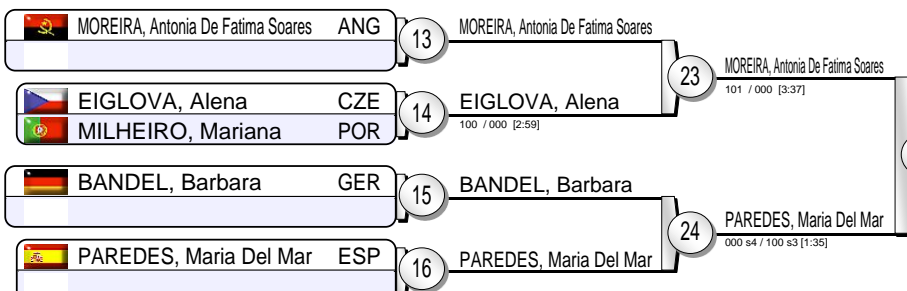 MOREIRA, Antonia De Fatima Soares ANG
13
MOREIRA, Antonia De Fatima Soares
EIGLOVA, Alena CZE
MILHEIRO, Mariana POR
14
EIGLOVA, Alena
100 / 000 [2:59]
23
MOREIRA, Antonia De Fatima Soares
101 / 000 [3:37]
BANDEL, Barbara GER
15
BANDEL, Barbara
PAREDES, Maria Del Mar ESP
16
PAREDES, Maria Del Mar
24
PAREDES, Maria Del Mar
000 s4 / 100 s3 [1:35]